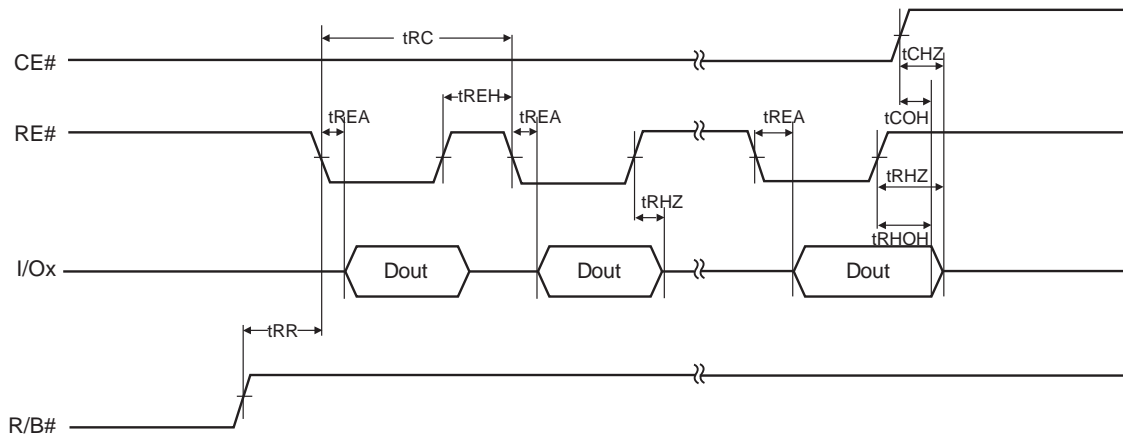 tRC
CE#
tCHZ
tREH
tREA
tREA
tREA
tCOH
RE#
tRHZ
tRHZ
tRHOH
I/Ox
Dout
Dout
Dout
tRR
R/B#